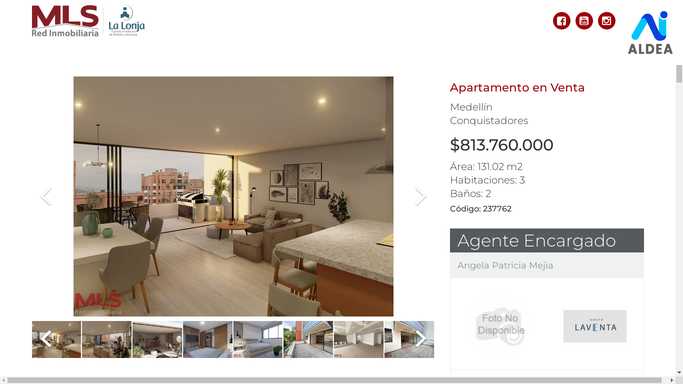 MLS
Red Inmobiliaria
La Lonja
ALDEA
Apartamento en Venta
Medellín
Conquistadores
$813.760.000
Área: 131.02 m2
Habitaciones: 3
Baños: 2
Código: 237762
Agente Encargado
Angela Patricia Mejia
Foto No
Disponible
LAVENTA
MLS